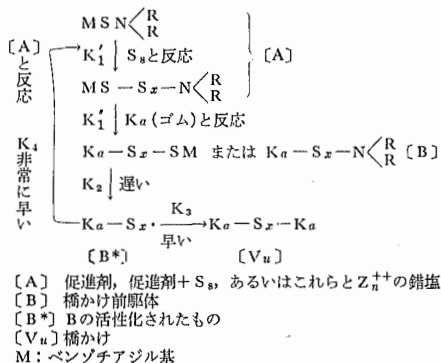 MSN<R R
K₁′↓S₈と反応
MS—Sx—N<R R
〔A〕
K₁′↓Ka(ゴム)と反応
Ka—Sx—SM または Ka—Sx—N<R R 〔B〕
K₂↓遅い
Ka—Sx・ K₃ 早い→ Ka—Sx—Ka
〔B*〕 〔Vu〕
〔A〕と反応
K₄ 非常に早い
〔A〕 促進剤,促進剤+S₈,あるいはこれらとZn⁺⁺の錯塩
〔B〕 橋かけ前駆体
〔B*〕 Bの活性化されたもの
〔Vu〕橋かけ
M:ベンゾチアジル基